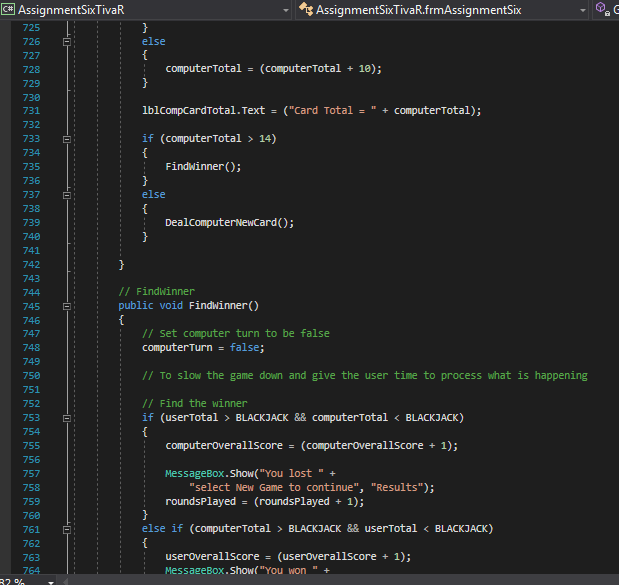 C# AssignmentSixTivaR AssignmentSixTivaR.frmAssignmentSix
725 }
726 else
727 {
728 computerTotal = (computerTotal + 10);
729 }
730
731 lblCompCardTotal.Text = ("Card Total = " + computerTotal);
732
733 if (computerTotal > 14)
734 {
735 FindWinner();
736 }
737 else
738 {
739 DealComputerNewCard();
740 }
741
742 }
743
744 // FindWinner
745 public void FindWinner()
746 {
747 // Set computer turn to be false
748 computerTurn = false;
749
750 // To slow the game down and give the user time to process what is happening
751
752 // Find the winner
753 if (userTotal > BLACKJACK && computerTotal < BLACKJACK)
754 {
755 computerOverallScore = (computerOverallScore + 1);
756
757 MessageBox.Show("You lost " +
758 "select New Game to continue", "Results");
759 roundsPlayed = (roundsPlayed + 1);
760 }
761 else if (computerTotal > BLACKJACK && userTotal < BLACKJACK)
762 {
763 userOverallScore = (userOverallScore + 1);
764 MessageBox.Show("You won " +
82 %